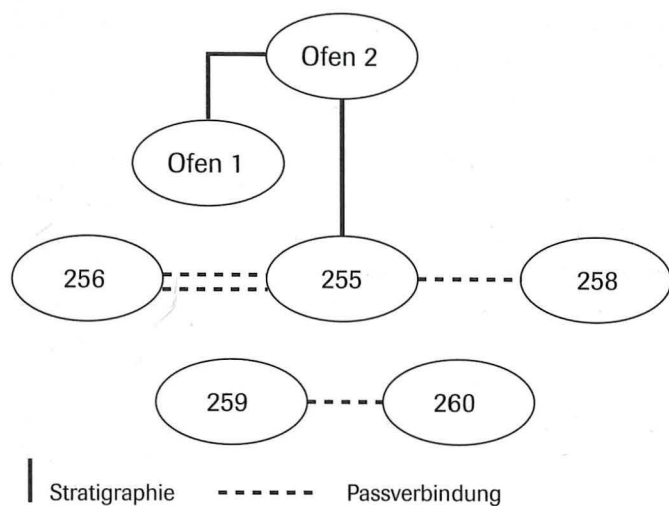 Ofen 2
Ofen 1
256 255 258
259 260
Stratigraphie Passverbindung